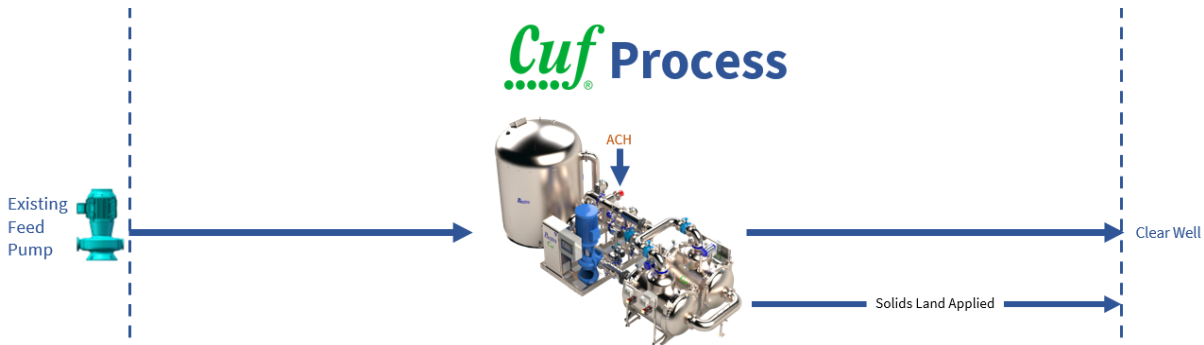 Cuf® Process
ACH
Existing
Feed
Pump
Clear Well
Solids Land Applied